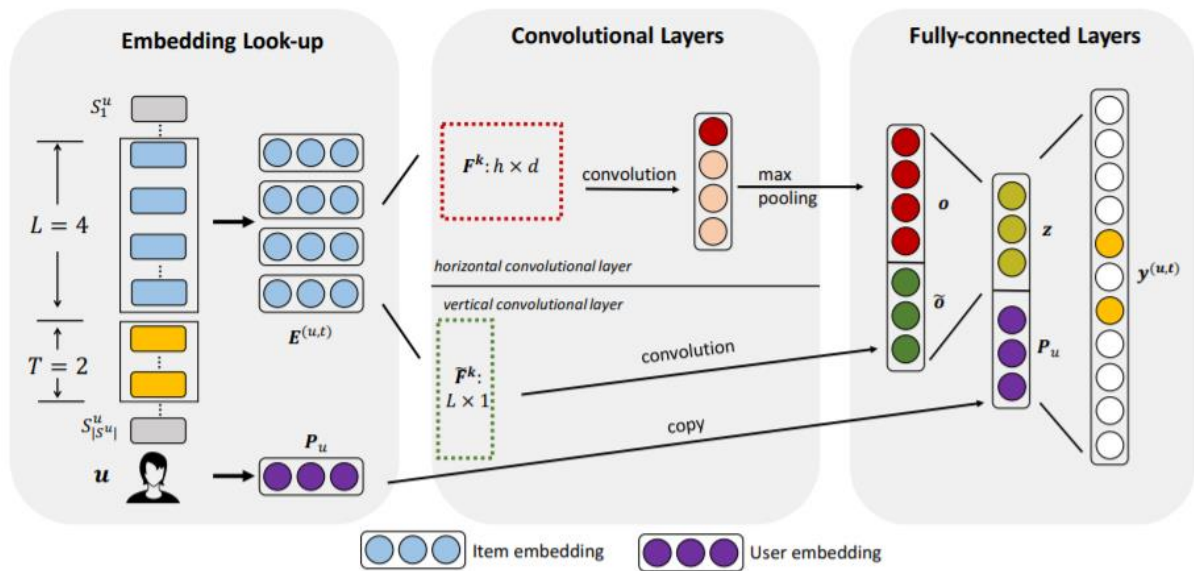 Embedding Look-up
Convolutional Layers
Fully-connected Layers
S₁ᵘ
L = 4
T = 2
Sᵘ|Sᵘ|
u
E⁽ᵘ,ᵗ⁾
Pᵤ
Fᵏ: h × d
convolution
max
pooling
horizontal convolutional layer
vertical convolutional layer
F̃ᵏ:
L × 1
convolution
copy
o
õ
z
Pᵤ
y⁽ᵘ,ᵗ⁾
Item embedding
User embedding